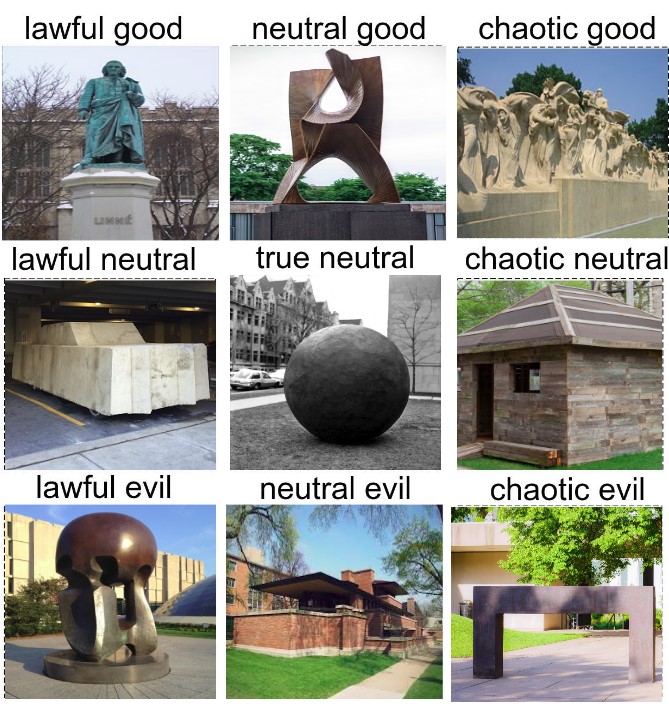 lawful good
neutral good
chaotic good
LINNÉ
lawful neutral
true neutral
chaotic neutral
lawful evil
neutral evil
chaotic evil